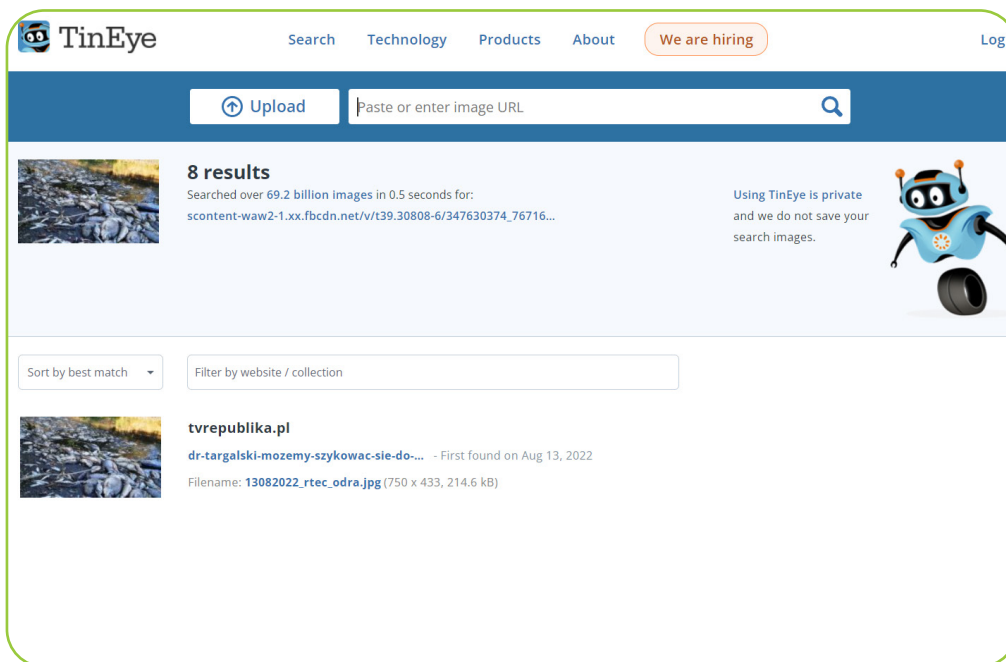 TinEye
Search Technology Products About We are hiring Log
Upload
Paste or enter image URL
8 results
Searched over 69.2 billion images in 0.5 seconds for:
scontent-waw2-1.xx.fbcdn.net/v/t39.30808-6/347630374_76716...
Using TinEye is private
and we do not save your
search images.
Sort by best match
Filter by website / collection
tvrepublika.pl
dr-targalski-mozemy-szykowac-sie-do-... - First found on Aug 13, 2022
Filename: 13082022_rtec_odra.jpg (750 x 433, 214.6 kB)